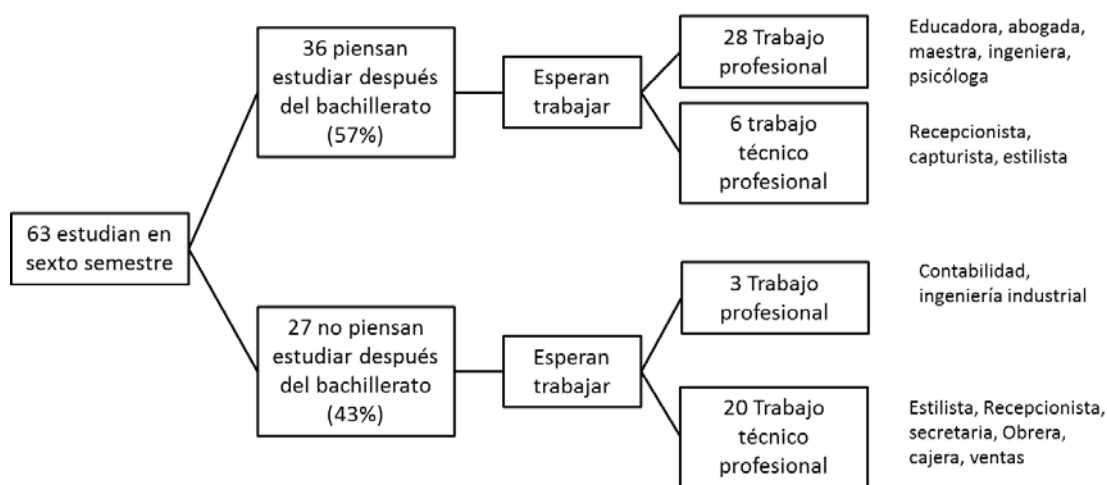 63 estudian en
sexto semestre
36 piensan
estudiar después
del bachillerato
(57%)
Esperan
trabajar
28 Trabajo
profesional
Educadora, abogada,
maestra, ingeniera,
psicóloga
6 trabajo
técnico
profesional
Recepcionista,
capturista, estilista
27 no piensan
estudiar después
del bachillerato
(43%)
Esperan
trabajar
3 Trabajo
profesional
Contabilidad,
ingeniería industrial
20 Trabajo
técnico
profesional
Estilista, Recepcionista,
secretaria, Obrera,
cajera, ventas